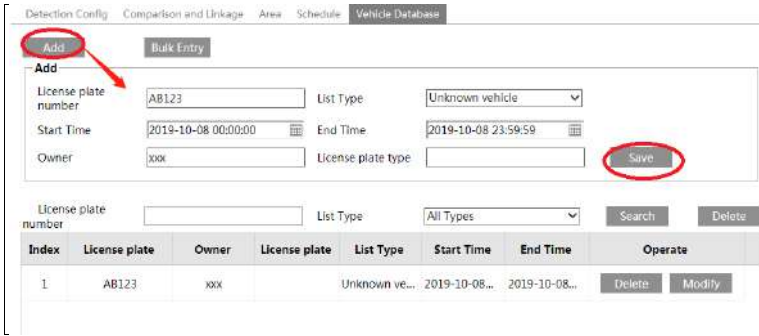 Detection Config Comparison and Linkage Area Schedule Vehicle Database
Add Bulk Entry
Add
License plate number AB123 List Type Unknown vehicle
Start Time 2019-10-08 00:00:00 End Time 2019-10-08 23:59:59
Owner xxx License plate type Save
License plate number List Type All Types Search Delete
Index License plate Owner License plate List Type Start Time End Time Operate
1 AB123 xxx Unknown ve... 2019-10-08... 2019-10-08... Delete Modify